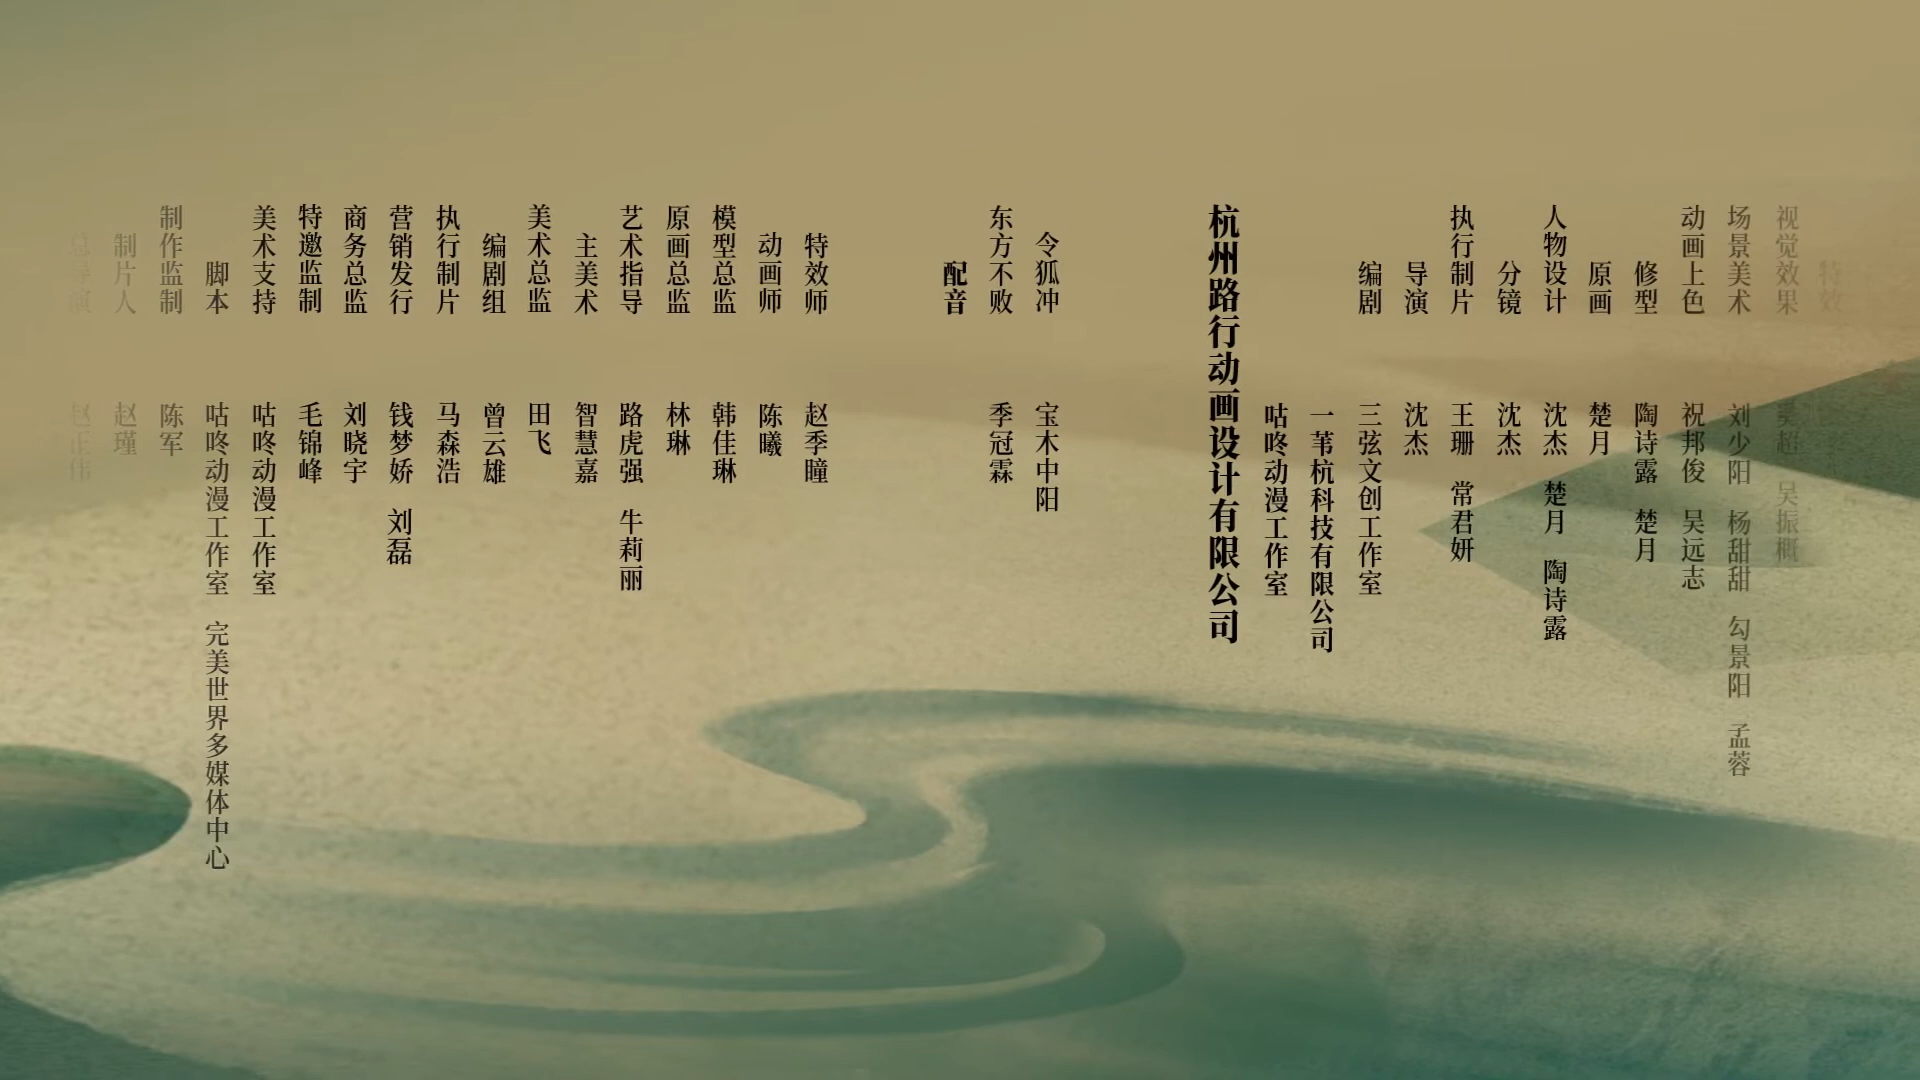 总导演
制片人 赵瑾
制作监制 陈军
脚本 咕咚动漫工作室 完美世界多媒体中心
美术支持 咕咚动漫工作室
特邀监制 毛锦峰
商务总监 刘晓宇
营销发行 钱梦娇 刘磊
执行制片 马森浩
编剧组 曾云雄
美术总监 田飞
主美术 智慧嘉
艺术指导 路虎强 牛莉丽
原画总监 林琳
模型总监 韩佳琳
动画师 陈曦
特效师 赵季瞳
配音
东方不败 季冠霖
令狐冲 宝木中阳
杭州路行动画设计有限公司
咕咚动漫工作室
一苇杭科技有限公司
编剧 三弦文创工作室
导演 沈杰
执行制片 王珊 常君妍
分镜 沈杰
人物设计 沈杰 楚月 陶诗露
原画 楚月
修型 陶诗露 楚月
动画上色 祝邦俊 吴远志
场景美术 刘少阳 杨甜甜 勾景阳 孟蓉
视觉效果 吴超
特效